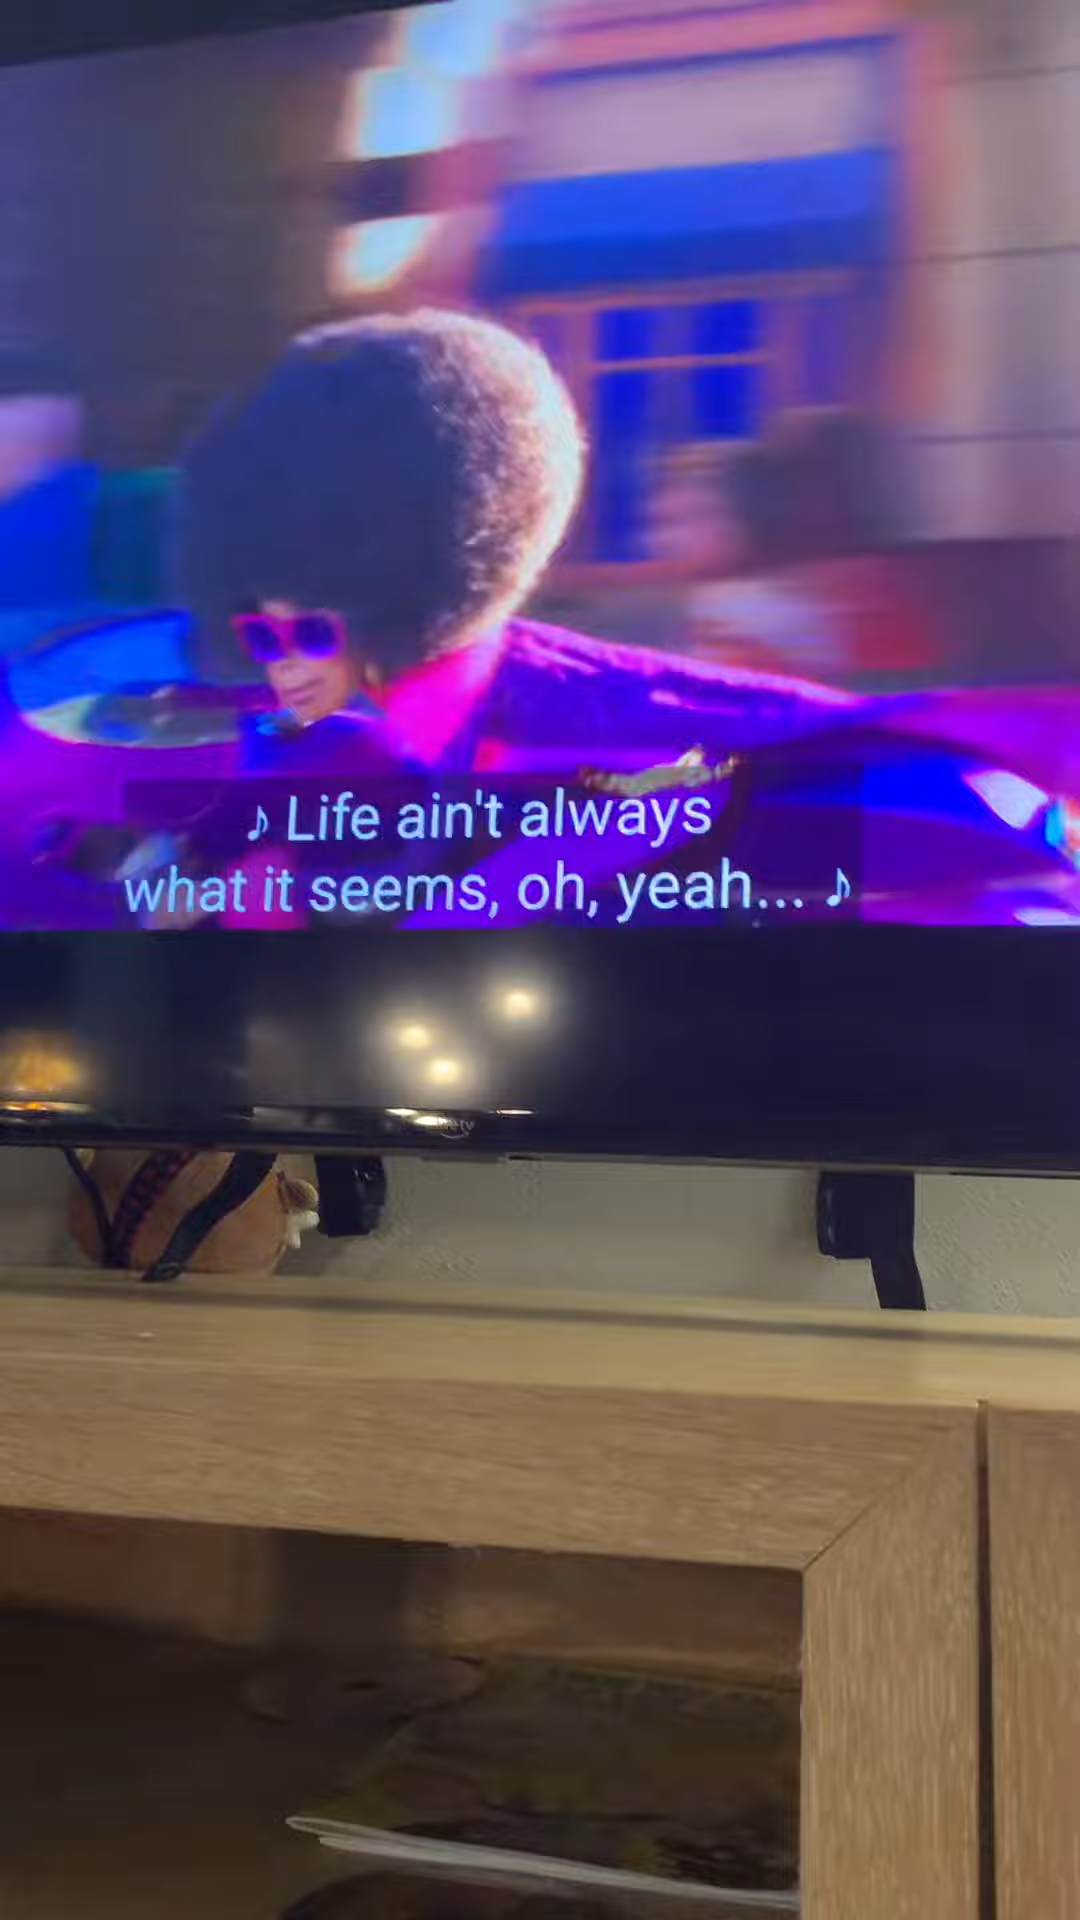 ♪ Life ain't always
what it seems, oh, yeah... ♪